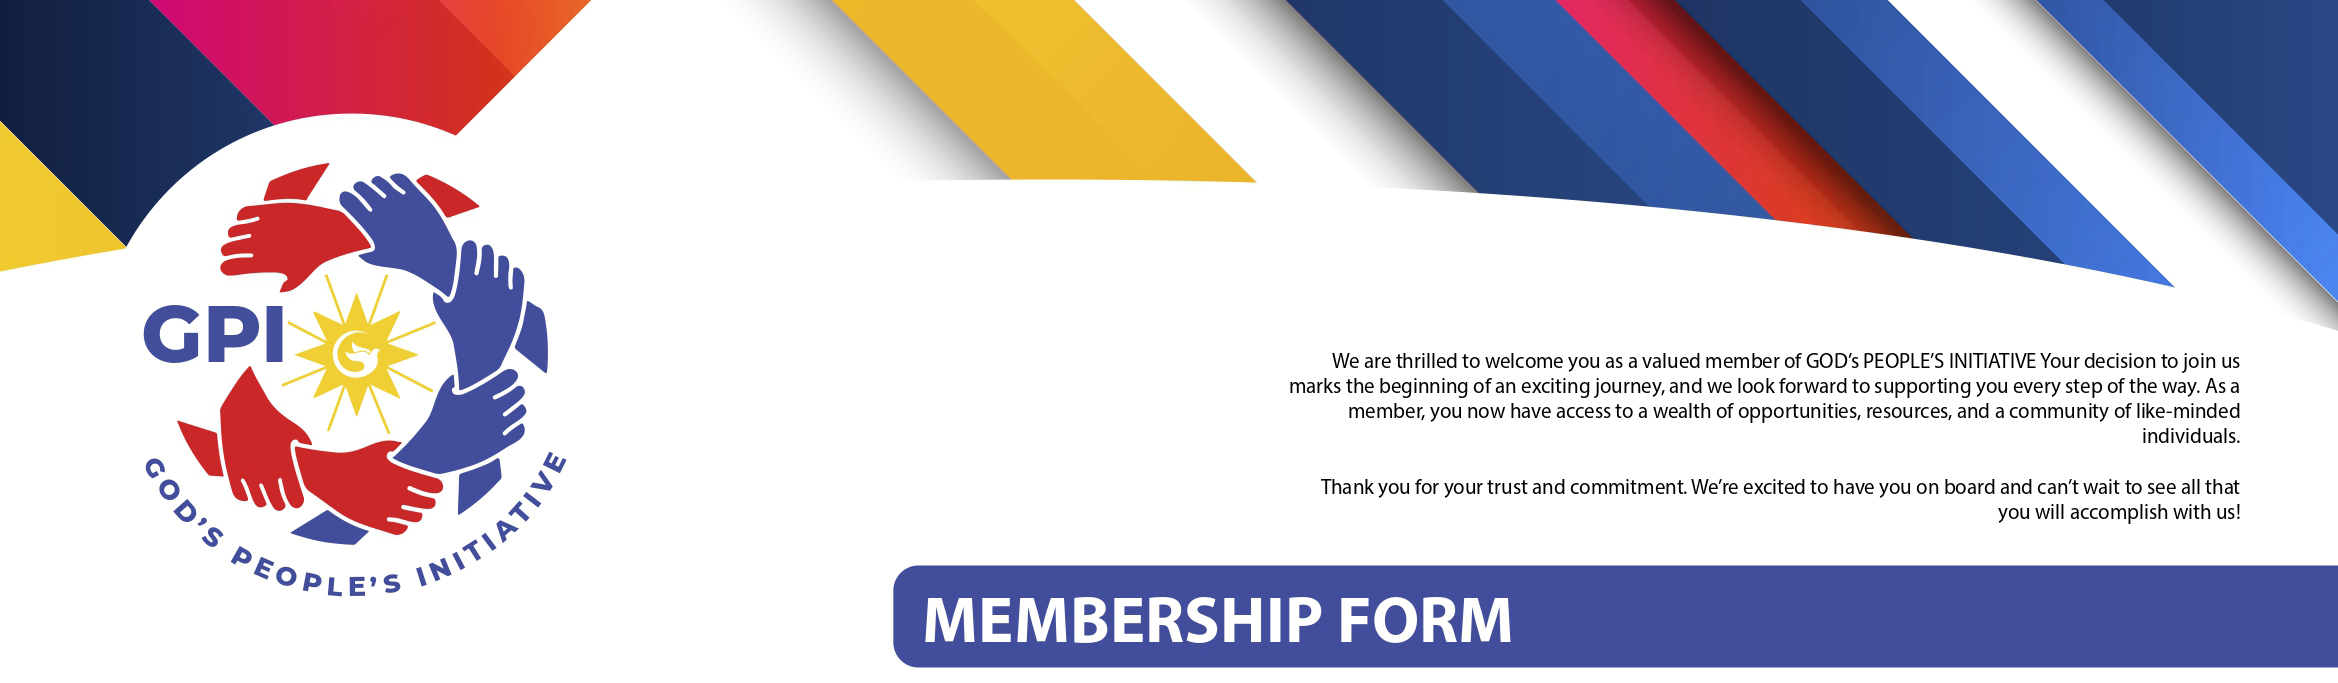 GPI
GOD'S PEOPLE'S INITIATIVE
We are thrilled to welcome you as a valued member of GOD’s PEOPLE’S INITIATIVE Your decision to join us
marks the beginning of an exciting journey, and we look forward to supporting you every step of the way. As a
member, you now have access to a wealth of opportunities, resources, and a community of like-minded
individuals.
Thank you for your trust and commitment. We’re excited to have you on board and can’t wait to see all that
you will accomplish with us!
MEMBERSHIP FORM